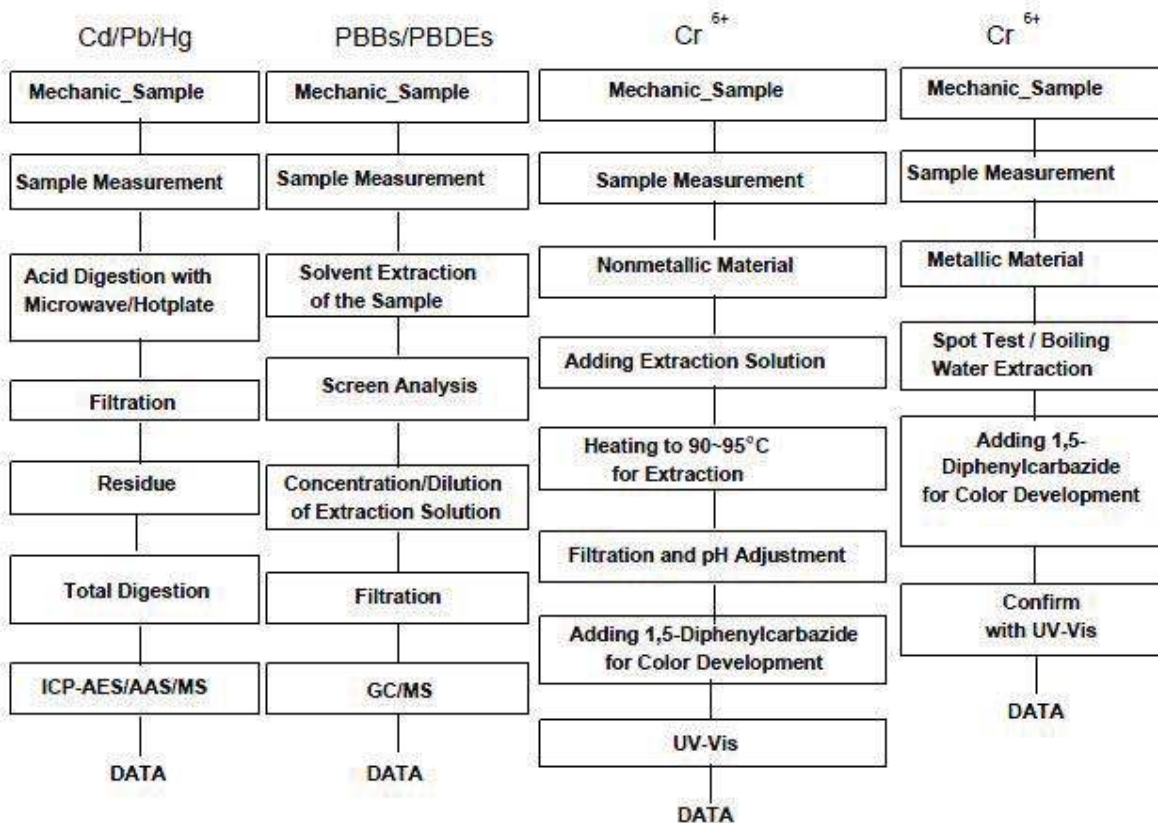 Cd/Pb/Hg
Mechanic_Sample
Sample Measurement
Acid Digestion with
Microwave/Hotplate
Filtration
Residue
Total Digestion
ICP-AES/AAS/MS
DATA
PBBs/PBDEs
Mechanic_Sample
Sample Measurement
Solvent Extraction
of the Sample
Screen Analysis
Concentration/Dilution
of Extraction Solution
Filtration
GC/MS
DATA
Cr 6+
Mechanic_Sample
Sample Measurement
Nonmetallic Material
Adding Extraction Solution
Heating to 90~95°C
for Extraction
Filtration and pH Adjustment
Adding 1,5-Diphenylcarbazide
for Color Development
UV-Vis
DATA
Cr 6+
Mechanic_Sample
Sample Measurement
Metallic Material
Spot Test / Boiling
Water Extraction
Adding 1,5-
Diphenylcarbazide
for Color Development
Confirm
with UV-Vis
DATA